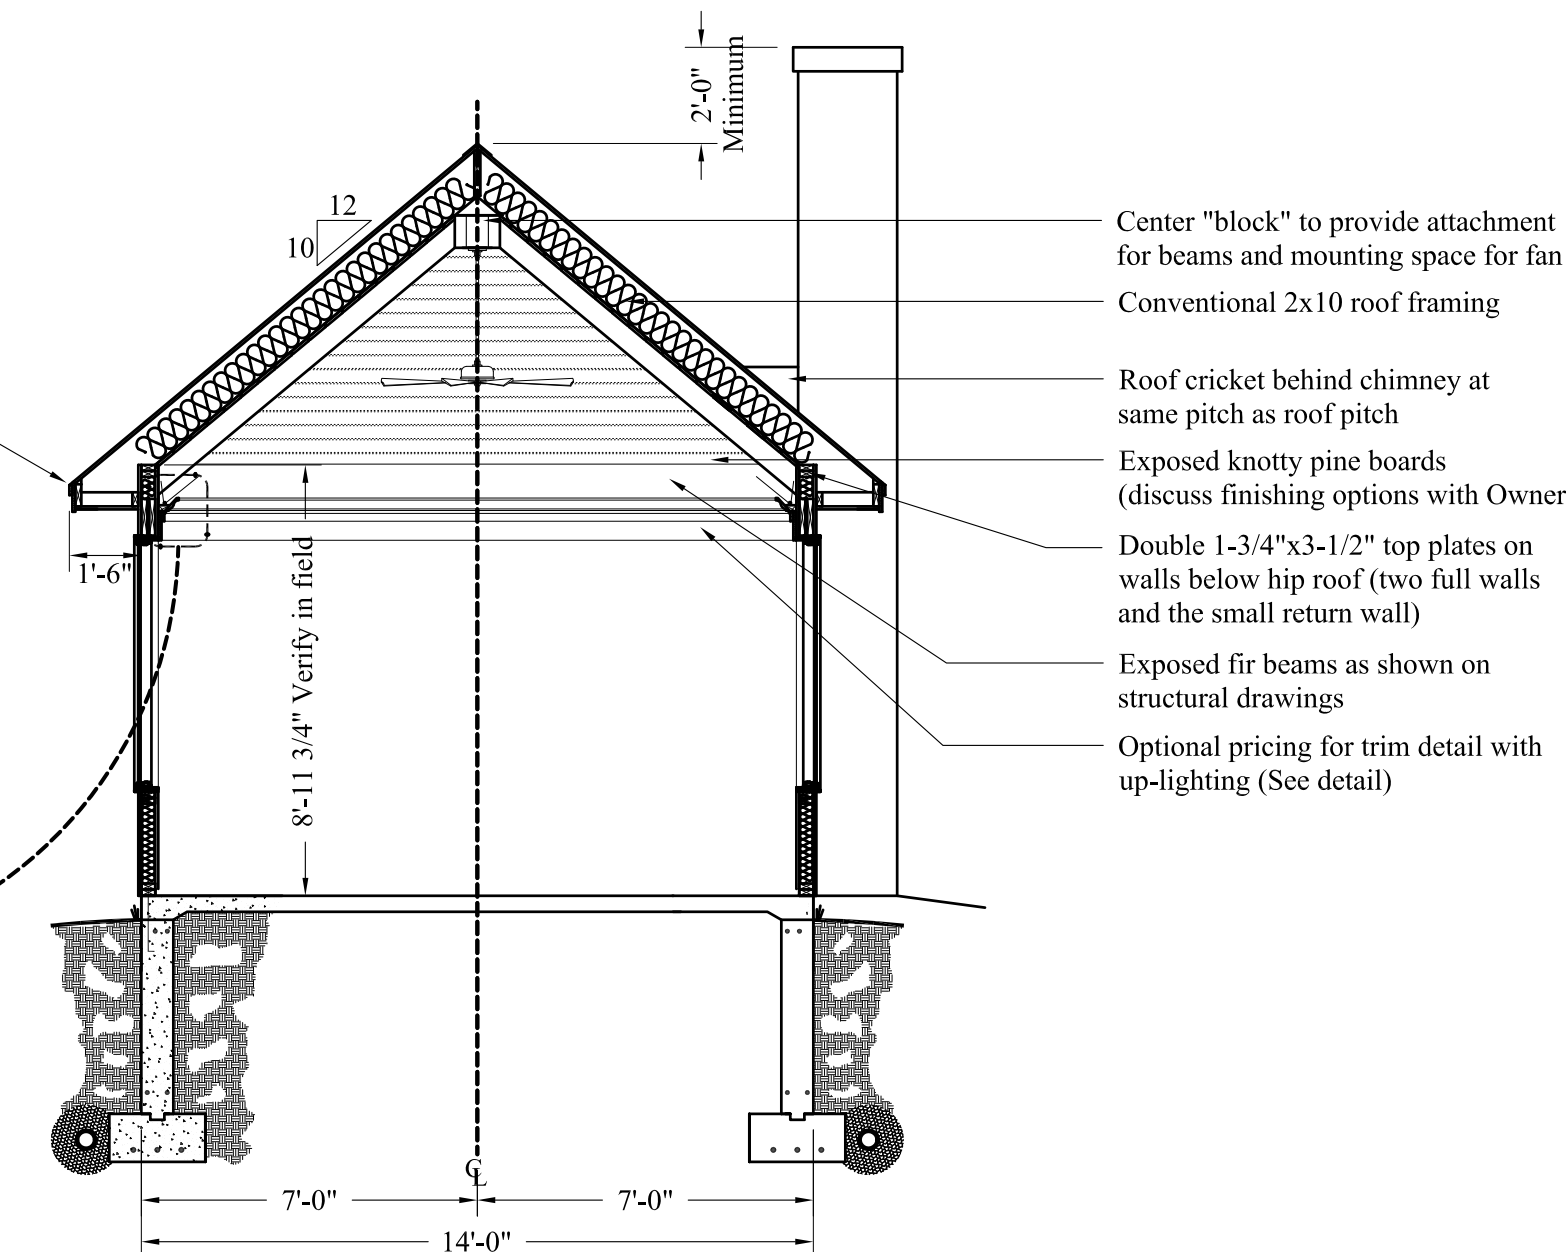 2'-0"
Minimum
12
10
Center "block" to provide attachment
for beams and mounting space for fan
Conventional 2x10 roof framing
Roof cricket behind chimney at
same pitch as roof pitch
Exposed knotty pine boards
(discuss finishing options with Owner
Double 1-3/4"x3-1/2" top plates on
walls below hip roof (two full walls
and the small return wall)
1'-6"
8'-11 3/4" Verify in field
Exposed fir beams as shown on
structural drawings
Optional pricing for trim detail with
up-lighting (See detail)
CL
7'-0"
7'-0"
14'-0"